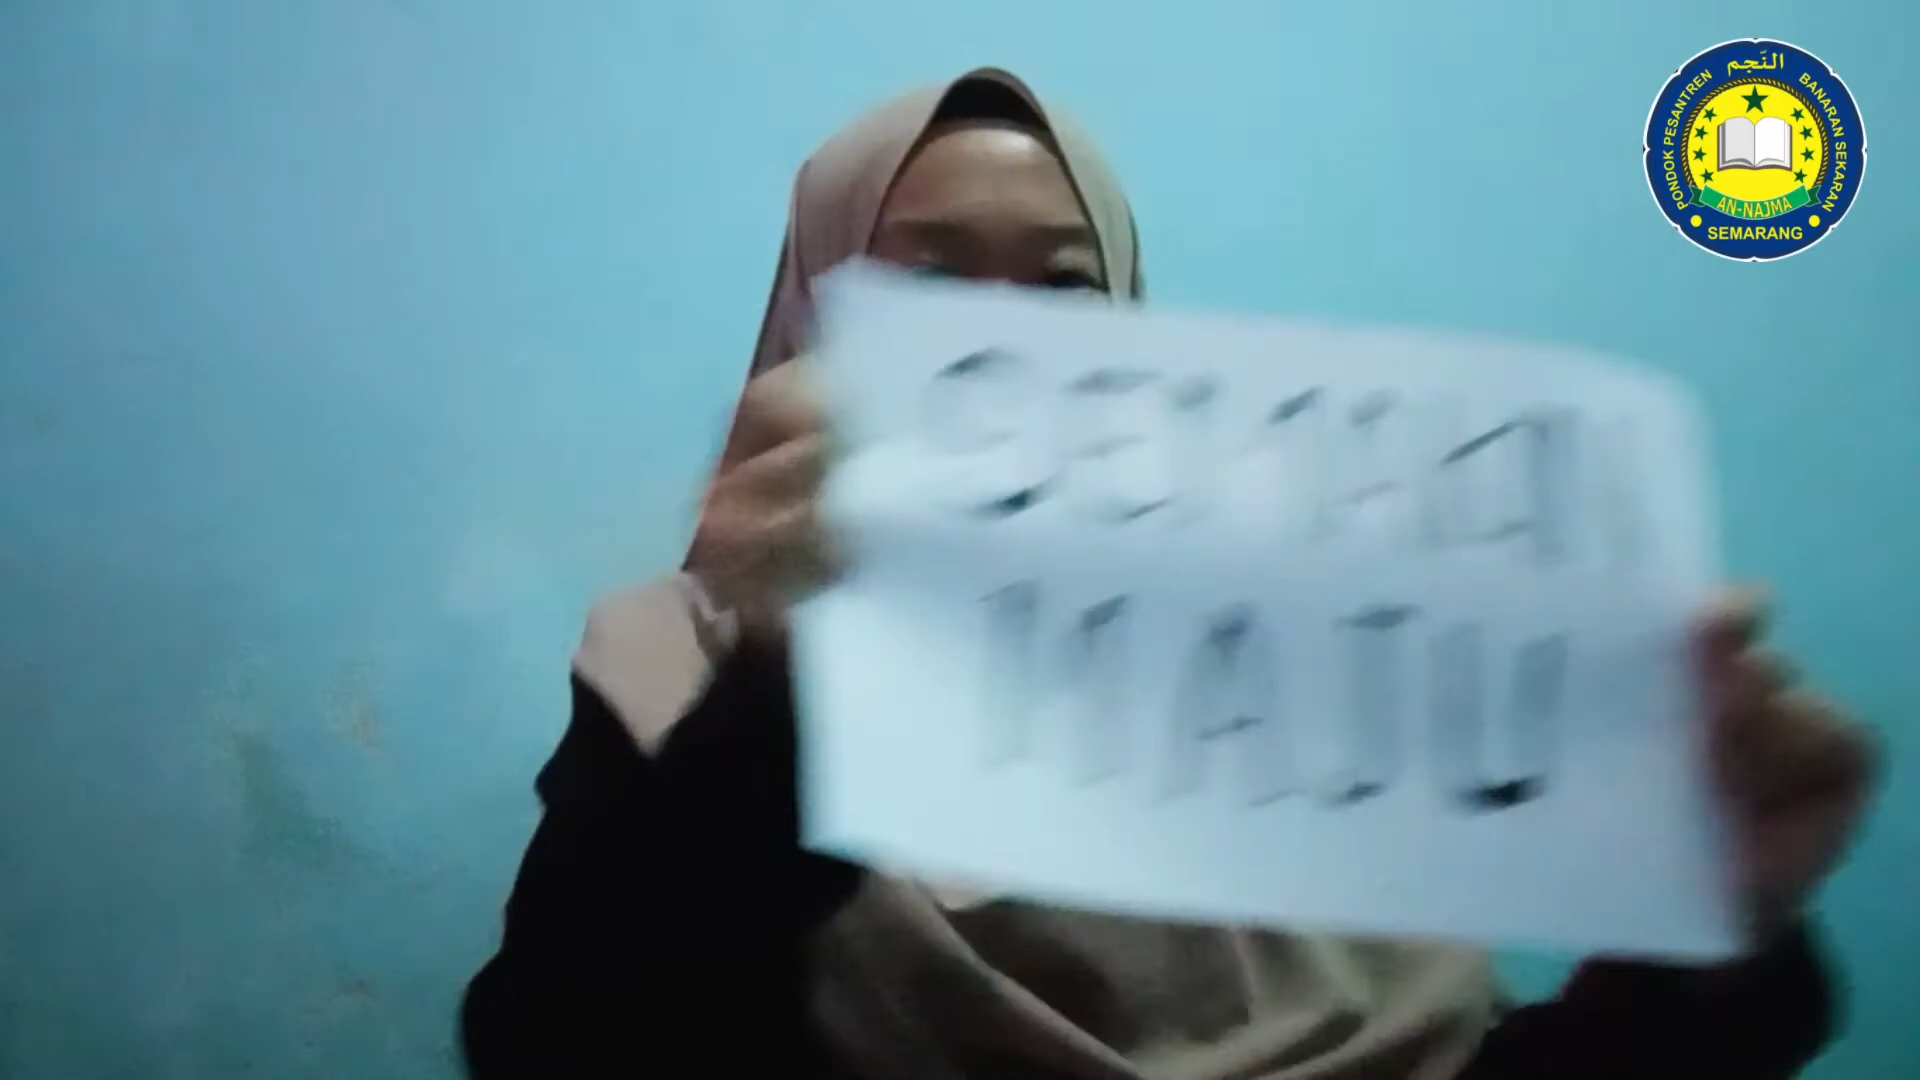 النّجم
PONDOK PESANTREN
BANARAN SEKARAN
AN-NAJMA
SEMARANG
MAJU